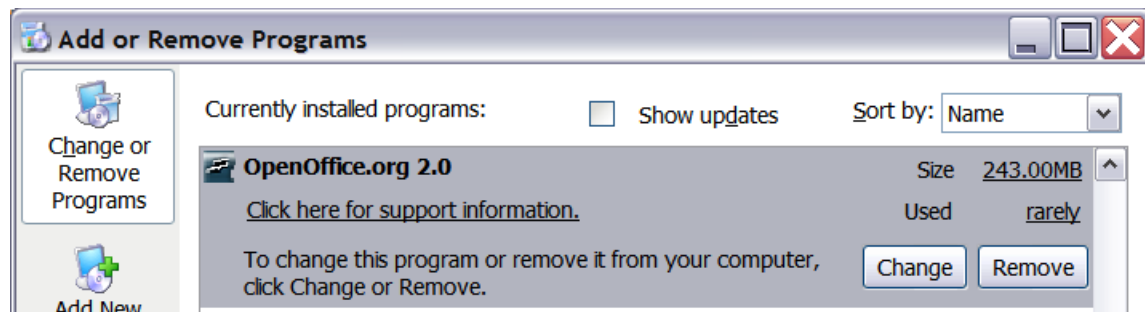 Add or Remove Programs
Change or
Remove
Programs
Add New
Currently installed programs:
Show updates
Sort by: Name
OpenOffice.org 2.0
Size 243.00MB
Click here for support information.
Used rarely
To change this program or remove it from your computer,
click Change or Remove.
Change Remove